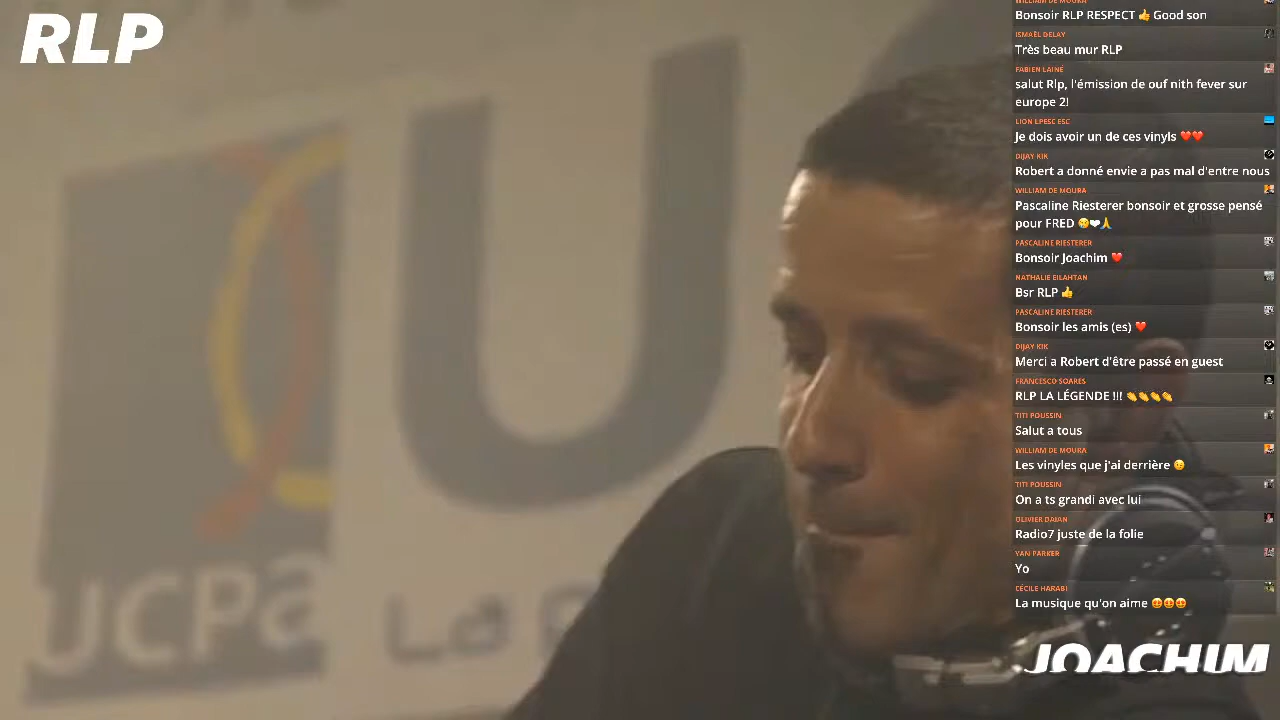 RLP
WILLIAM DE MOURA
Bonsoir RLP RESPECT 👍 Good son
ISMAËL DELAY
Très beau mur RLP
FABIEN LAINÉ
salut Rlp, l'émission de ouf nith fever sur
europe 2!
LION LPESC ESC
Je dois avoir un de ces vinyls ❤️❤️
DIJAY KIK
Robert a donné envie a pas mal d'entre nous
WILLIAM DE MOURA
Pascaline Riesterer bonsoir et grosse pensé
pour FRED 😢❤🙏
PASCALINE RIESTERER
Bonsoir Joachim ❤️
NATHALIE EILAHTAN
Bsr RLP 👍
PASCALINE RIESTERER
Bonsoir les amis (es) ❤️
DIJAY KIK
Merci a Robert d'être passé en guest
FRANCESCO SOARES
RLP LA LÉGENDE !!! 👏👏👏👏
TITI POUSSIN
Salut a tous
WILLIAM DE MOURA
Les vinyles que j'ai derrière 😉
TITI POUSSIN
On a ts grandi avec lui
OLIVIER DAIAN
Radio7 juste de la folie
YAN PARKER
Yo
CÉCILE HARABI
La musique qu'on aime 😍😍😍
JOACHIM
U
UCPa
La